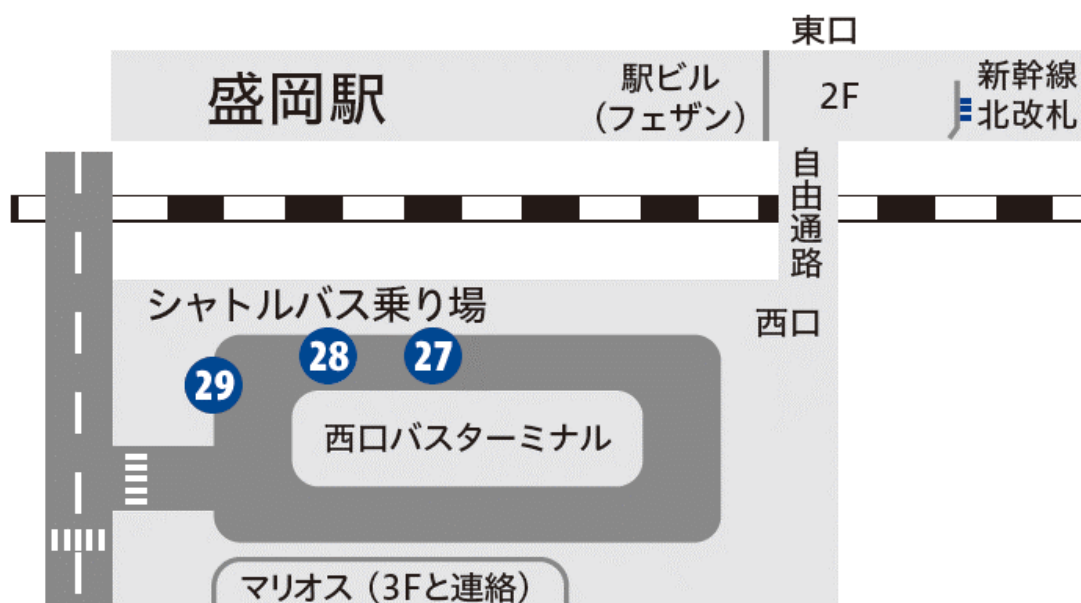 東口
盛岡駅
駅ビル
(フェザン)
2F
新幹線
北改札
自由通路
シャトルバス乗り場
西口
28
27
29
西口バスターミナル
マリオス（3Fと連絡）